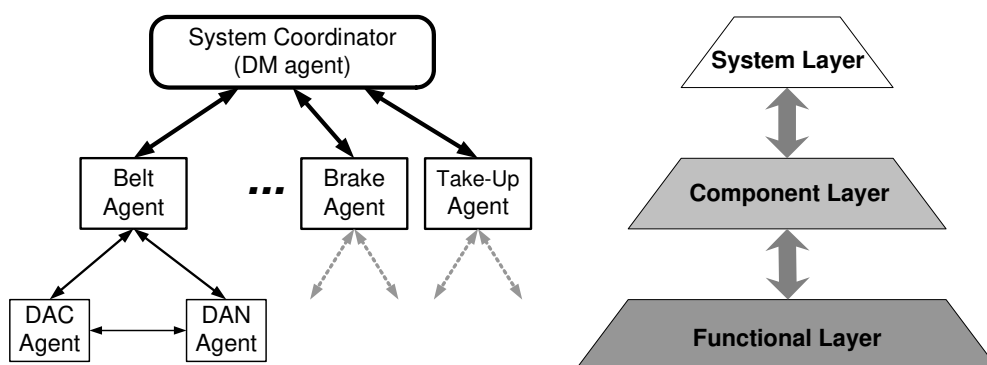 System Coordinator
(DM agent)
Belt
Agent
...
Brake
Agent
Take-Up
Agent
DAC
Agent
DAN
Agent
System Layer
Component Layer
Functional Layer